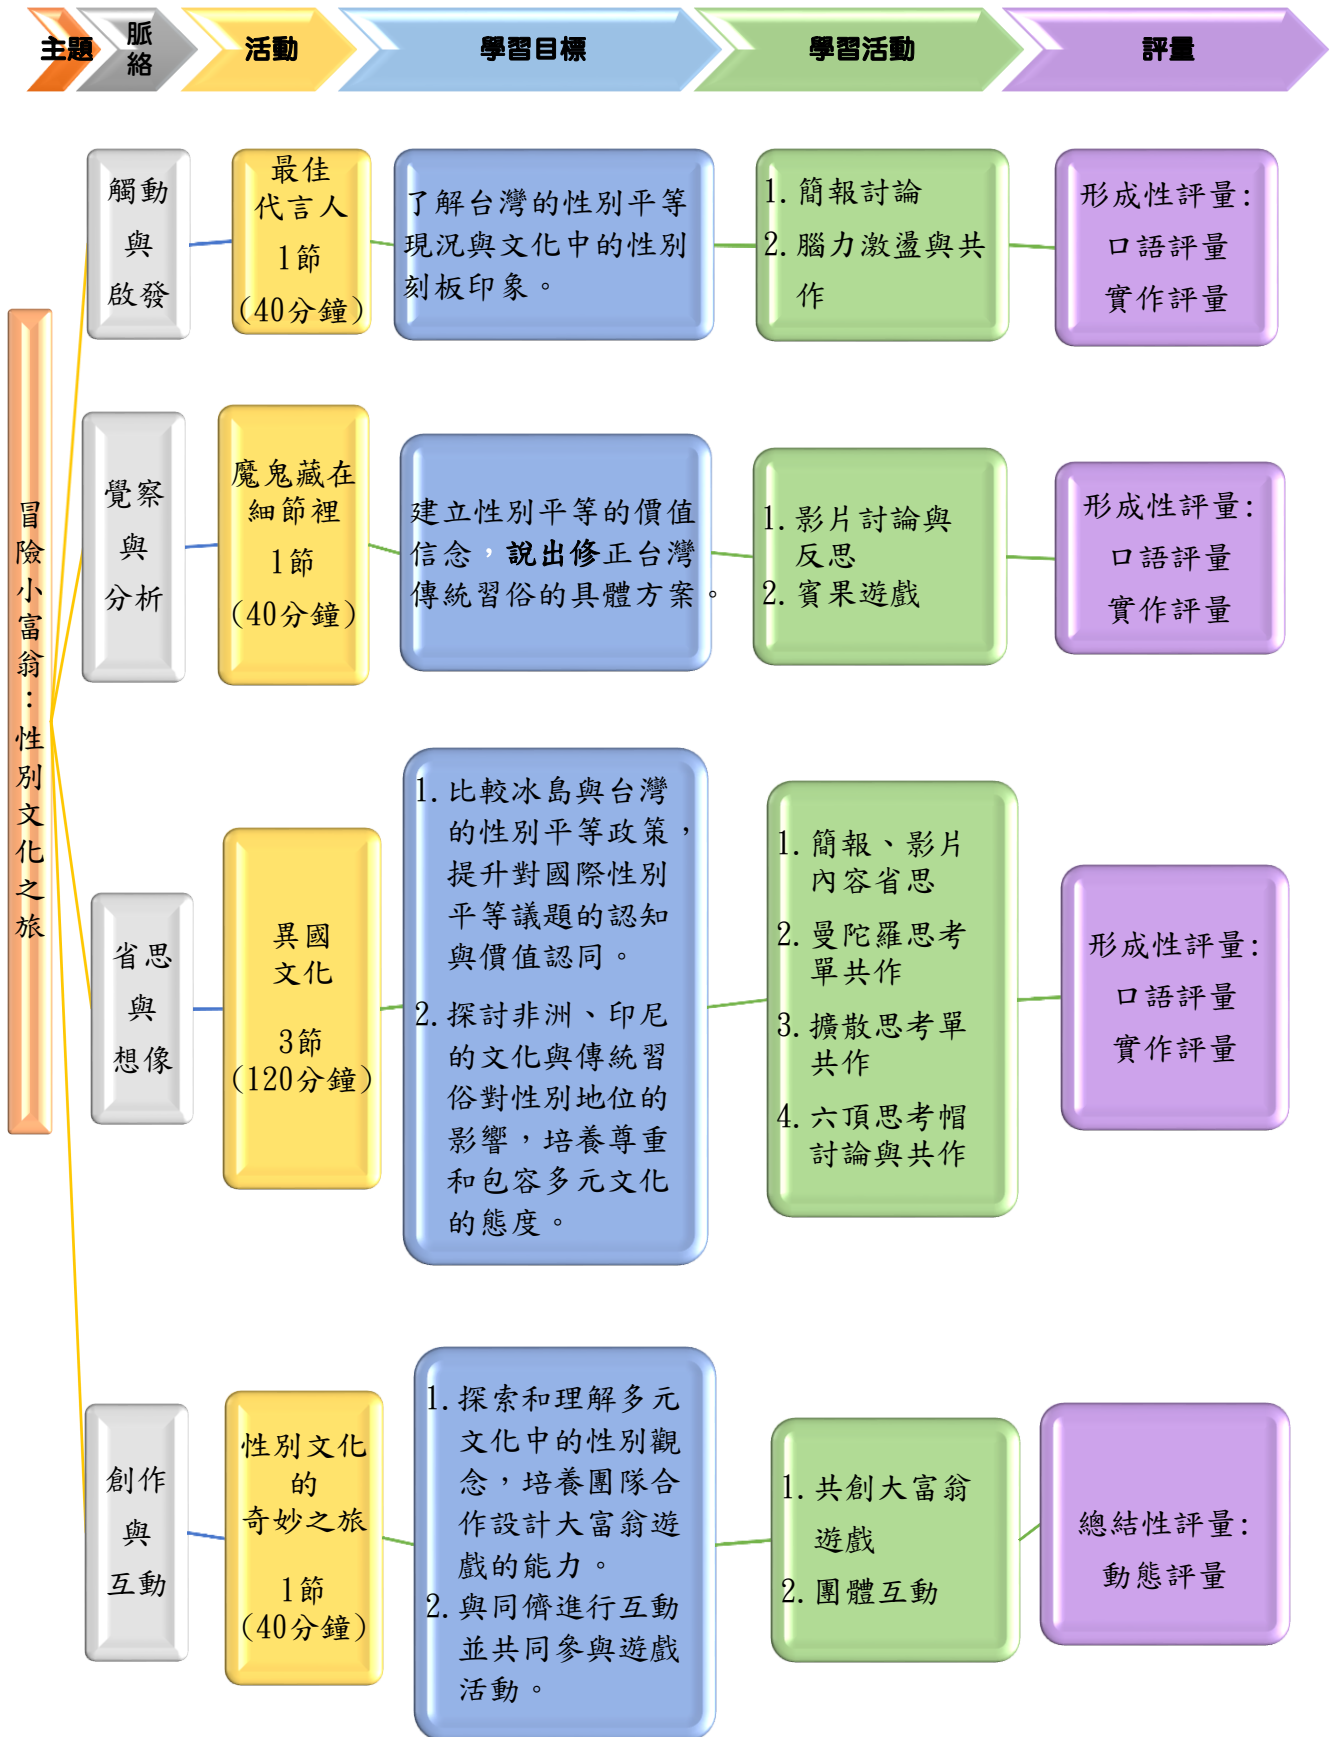 主題
脈
絡
活動
學習目標
學習活動
評量
冒險小富翁：性別文化之旅
觸動
與
啟發
最佳
代言人
1節
(40分鐘)
了解台灣的性別平等
現況與文化中的性別
刻板印象。
1. 簡報討論
2. 腦力激盪與共
作
形成性評量:
口語評量
實作評量
覺察
與
分析
魔鬼藏在
細節裡
1節
(40分鐘)
建立性別平等的價值
信念，說出修正台灣
傳統習俗的具體方案。
1. 影片討論與
反思
2. 賓果遊戲
形成性評量:
口語評量
實作評量
省思
與
想像
異國
文化
3節
(120分鐘)
1. 比較冰島與台灣
的性別平等政策，
提升對國際性別
平等議題的認知
與價值認同。
2. 探討非洲、印尼
的文化與傳統習
俗對性別地位的
影響，培養尊重
和包容多元文化
的態度。
1. 簡報、影片
內容省思
2. 曼陀羅思考
單共作
3. 擴散思考單
共作
4. 六頂思考帽
討論與共作
形成性評量:
口語評量
實作評量
創作
與
互動
性別文化
的
奇妙之旅
1節
(40分鐘)
1. 探索和理解多元
文化中的性別觀
念，培養團隊合
作設計大富翁遊
戲的能力。
2. 與同儕進行互動
並共同參與遊戲
活動。
1. 共創大富翁
遊戲
2. 團體互動
總結性評量:
動態評量